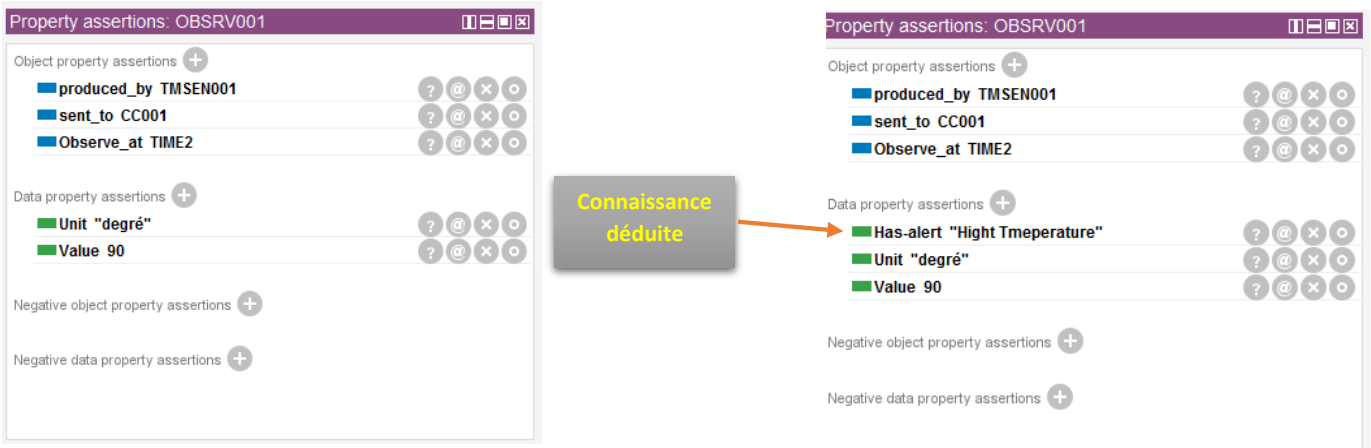 Property assertions: OBSRV001
Object property assertions
produced_by TMSEN001
sent_to CC001
Observe_at TIME2
Data property assertions
Unit "degré"
Value 90
Negative object property assertions
Negative data property assertions
Connaissance
déduite
Property assertions: OBSRV001
Object property assertions
produced_by TMSEN001
sent_to CC001
Observe_at TIME2
Data property assertions
Has-alert "Hight Tmeperature"
Unit "degré"
Value 90
Negative object property assertions
Negative data property assertions